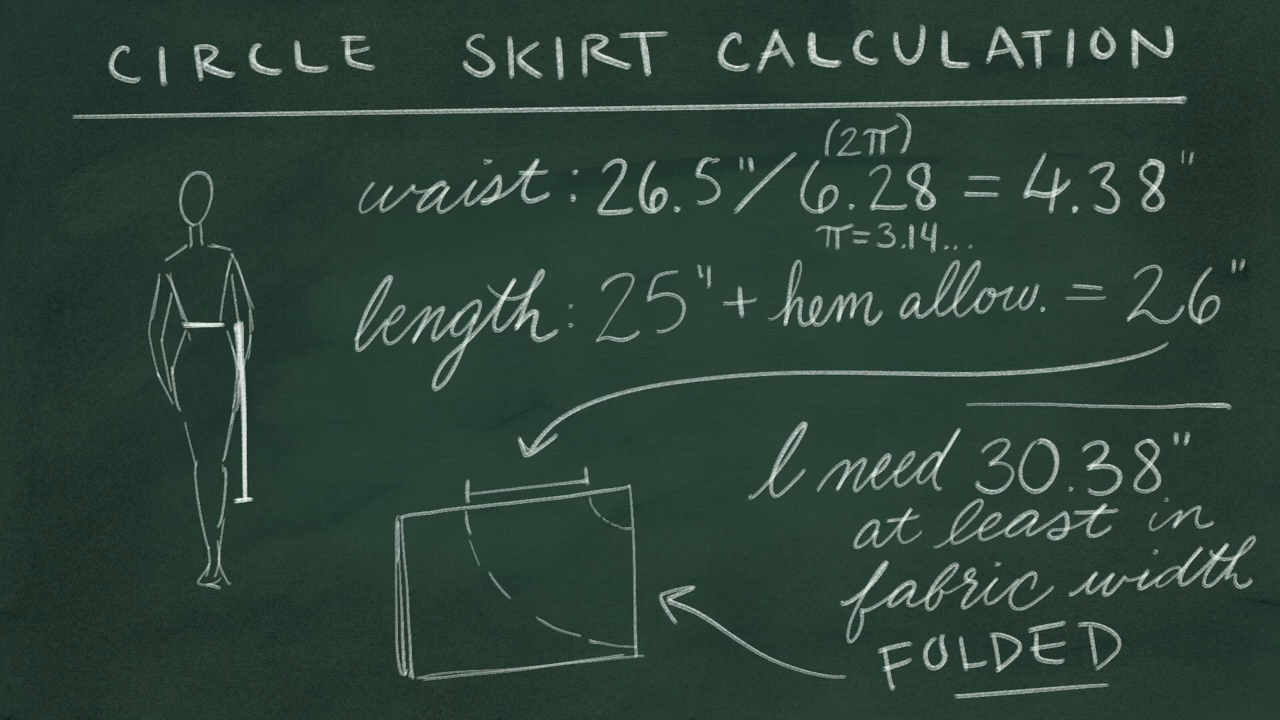 CIRCLE SKIRT CALCULATION
(2π)
waist: 26.5"/6.28 = 4.38"
π=3.14...
length: 25" + hem allow. = 26"
I need 30.38"
at least in
fabric width
FOLDED